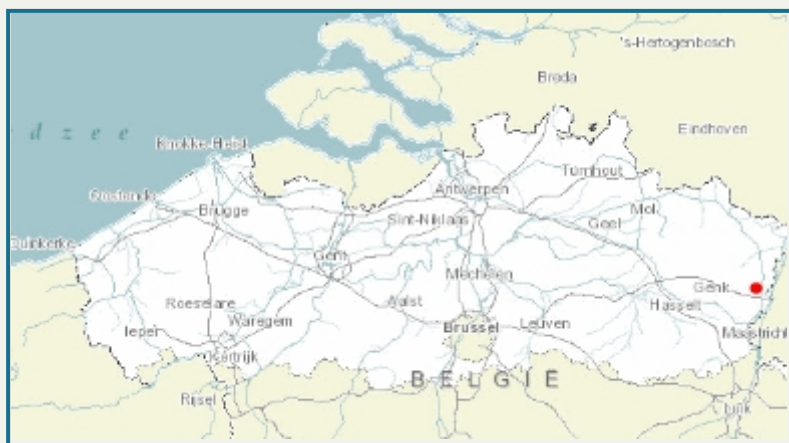 's-Hertogenbosch
Breda
Eindhoven
dzee
Knokke-Heist
Turnhout
Antwerpen
Oostende
Brugge
Sint-Niklaas
Geel
Mol
Duinkerke
Gent
Mechelen
Genk
Roeselare
Aalst
Hasselt
Ieper
Waregem
Brussel
Leuven
Maastricht
Kortrijk
BELGIË
Rijsel
Luik